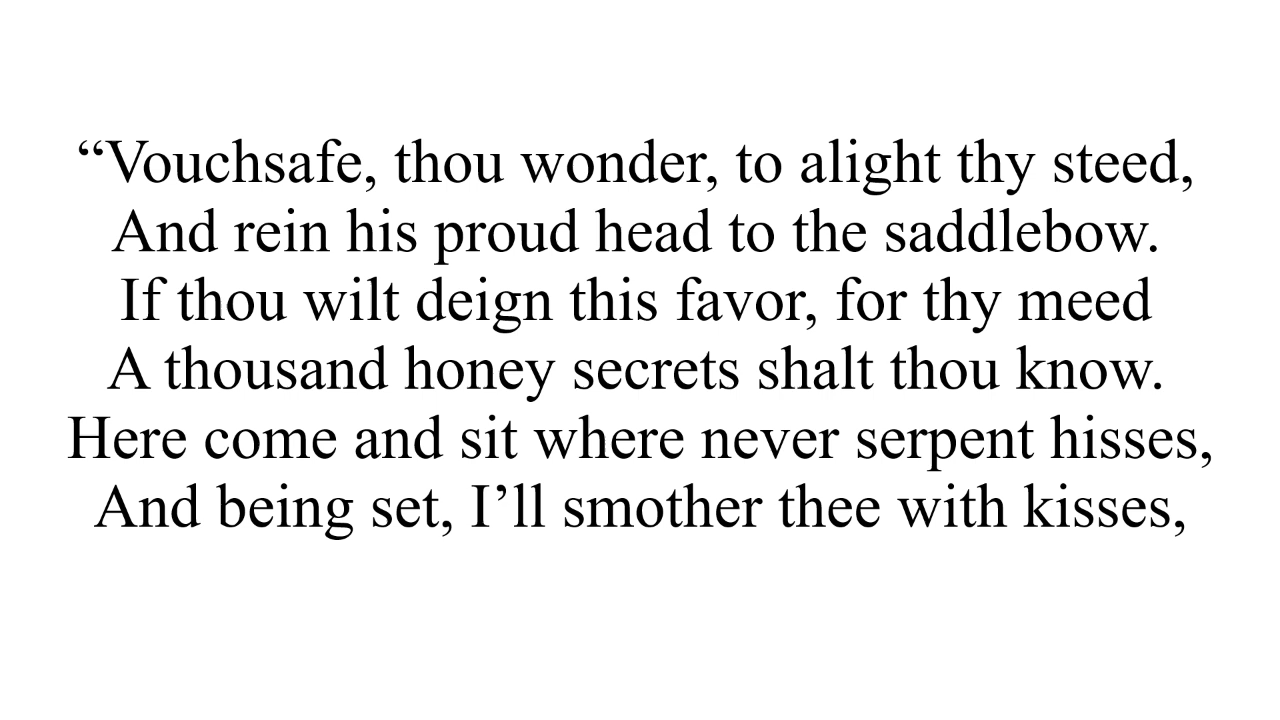 “Vouchsafe, thou wonder, to alight thy steed,
And rein his proud head to the saddlebow.
If thou wilt deign this favor, for thy meed
A thousand honey secrets shalt thou know.
Here come and sit where never serpent hisses,
And being set, I’ll smother thee with kisses,